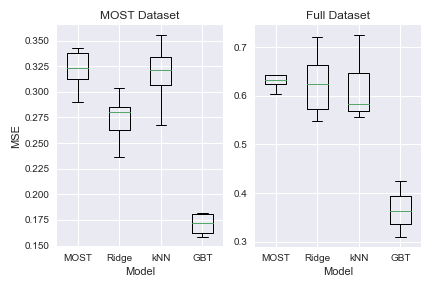 MOST Dataset
Full Dataset
MSE
0.350
0.325
0.300
0.275
0.250
0.225
0.200
0.175
0.150
0.7
0.6
0.5
0.4
0.3
MOST Ridge kNN GBT
MOST Ridge kNN GBT
Model
Model